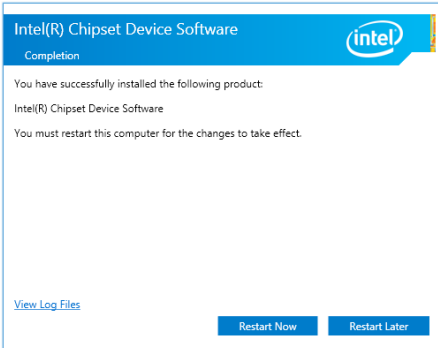 Intel(R) Chipset Device Software
intel
Completion
You have successfully installed the following product:
Intel(R) Chipset Device Software
You must restart this computer for the changes to take effect.
View Log Files
Restart Now
Restart Later